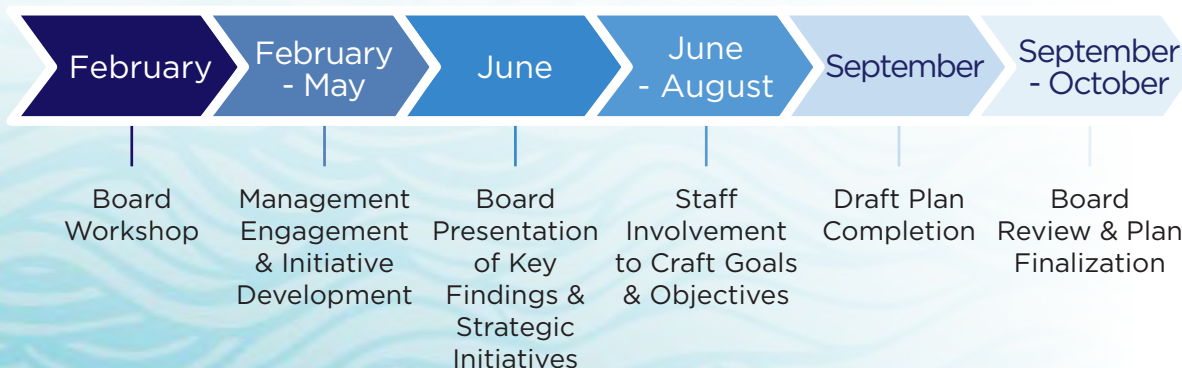 February
February
- May
June
June
- August
September
September
- October
Board
Workshop
Management
Engagement
& Initiative
Development
Board
Presentation
of Key
Findings &
Strategic
Initiatives
Staff
Involvement
to Craft Goals
& Objectives
Draft Plan
Completion
Board
Review & Plan
Finalization